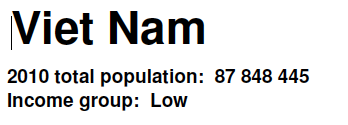 Viet Nam
2010 total population: 87 848 445
Income group: Low